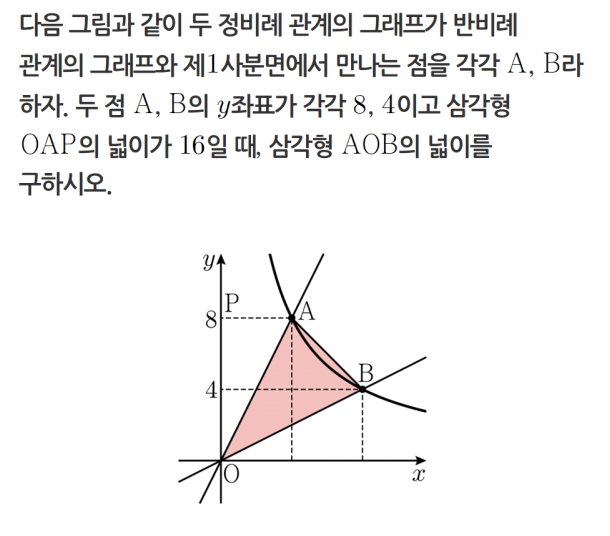 다음 그림과 같이 두 정비례 관계의 그래프가 반비례
관계의 그래프와 제1사분면에서 만나는 점을 각각 A, B라
하자. 두 점 A, B의 y좌표가 각각 8, 4이고 삼각형
OAP의 넓이가 16일 때, 삼각형 AOB의 넓이를
구하시오.
y
P
8
A
B
4
O
x